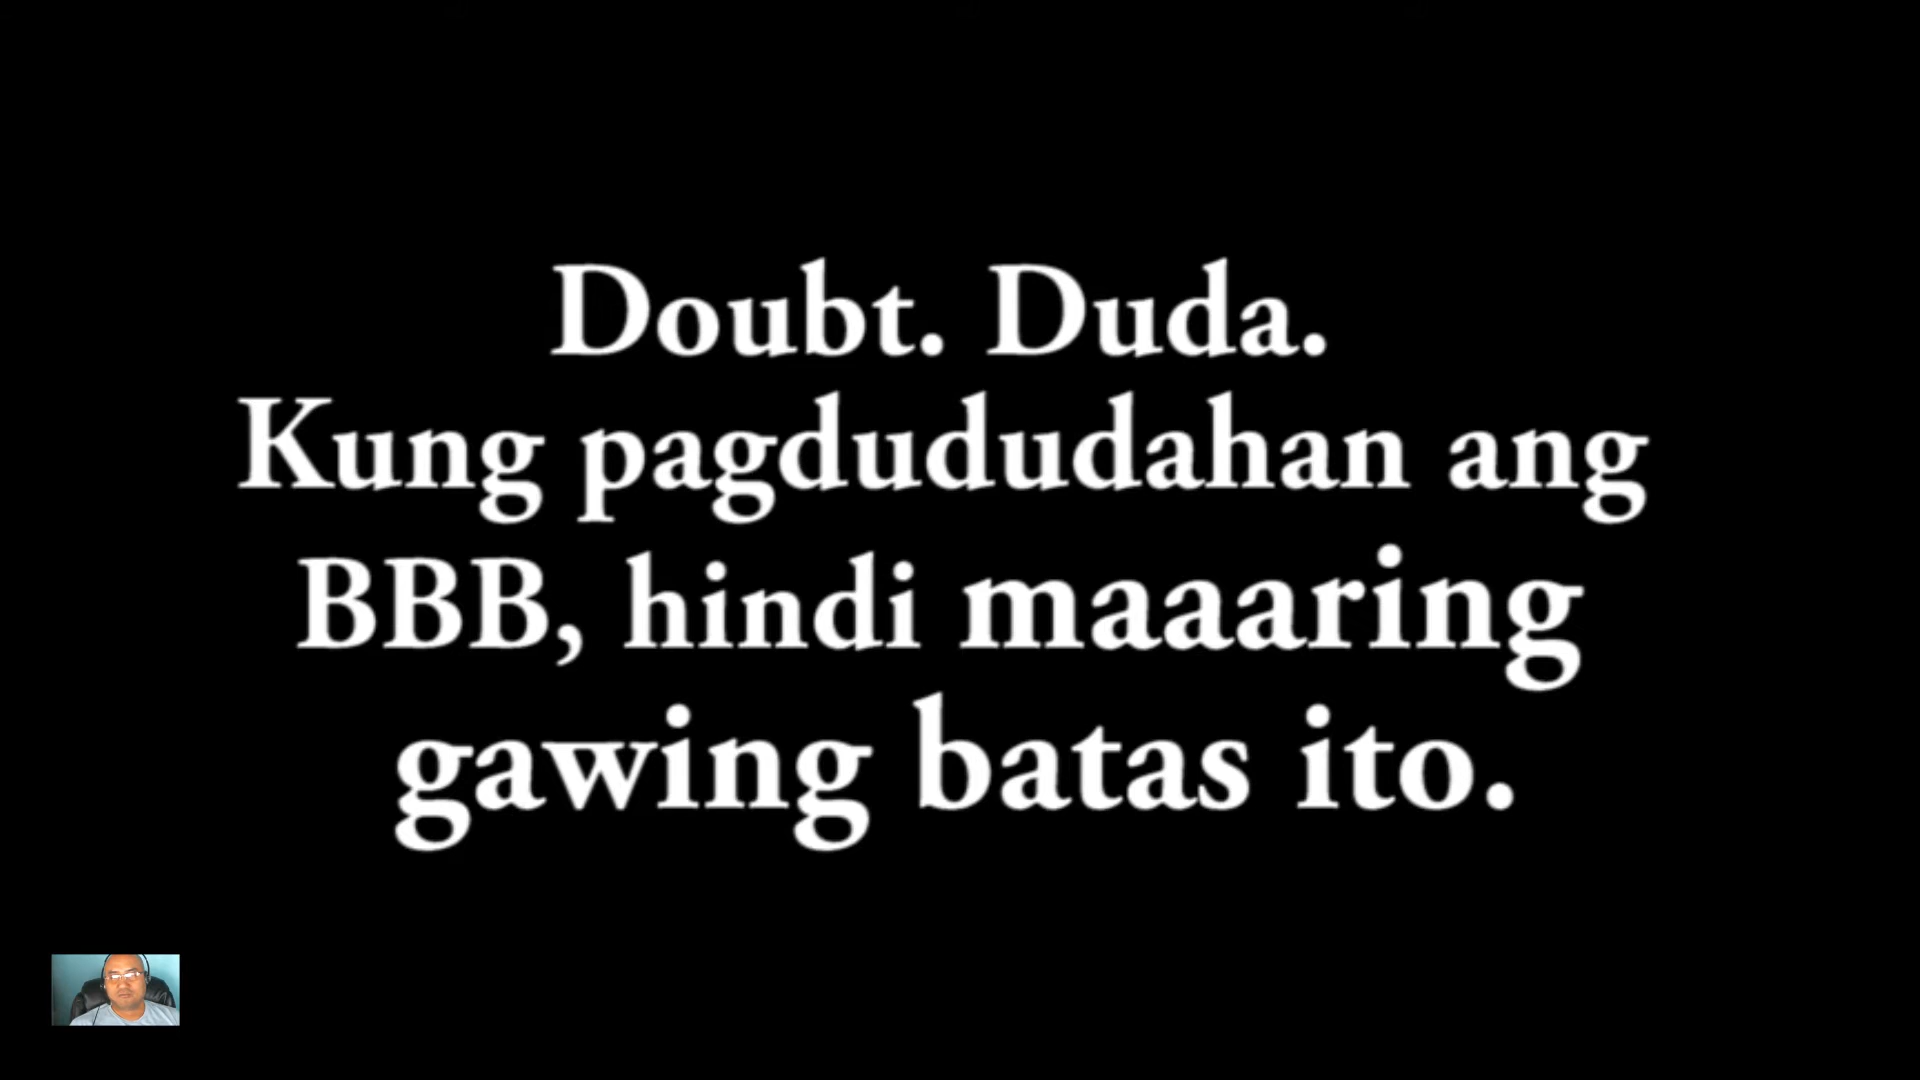 Doubt. Duda.
Kung pagdududahan ang
BBB, hindi maaaring
gawing batas ito.